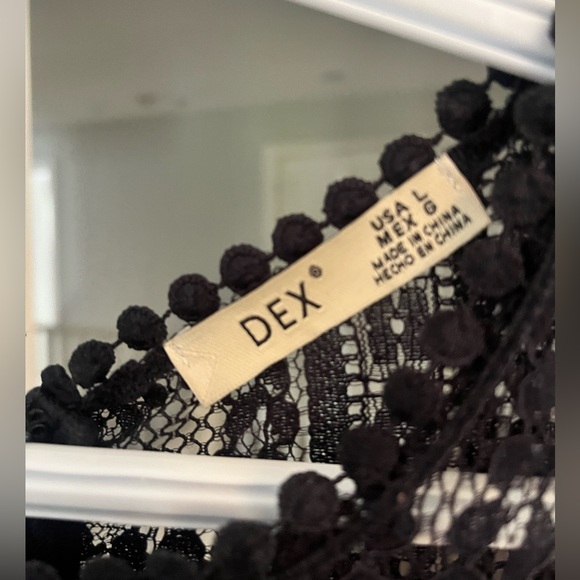 DEX®
USA L
MEX G
MADE IN CHINA
HECHO EN CHINA